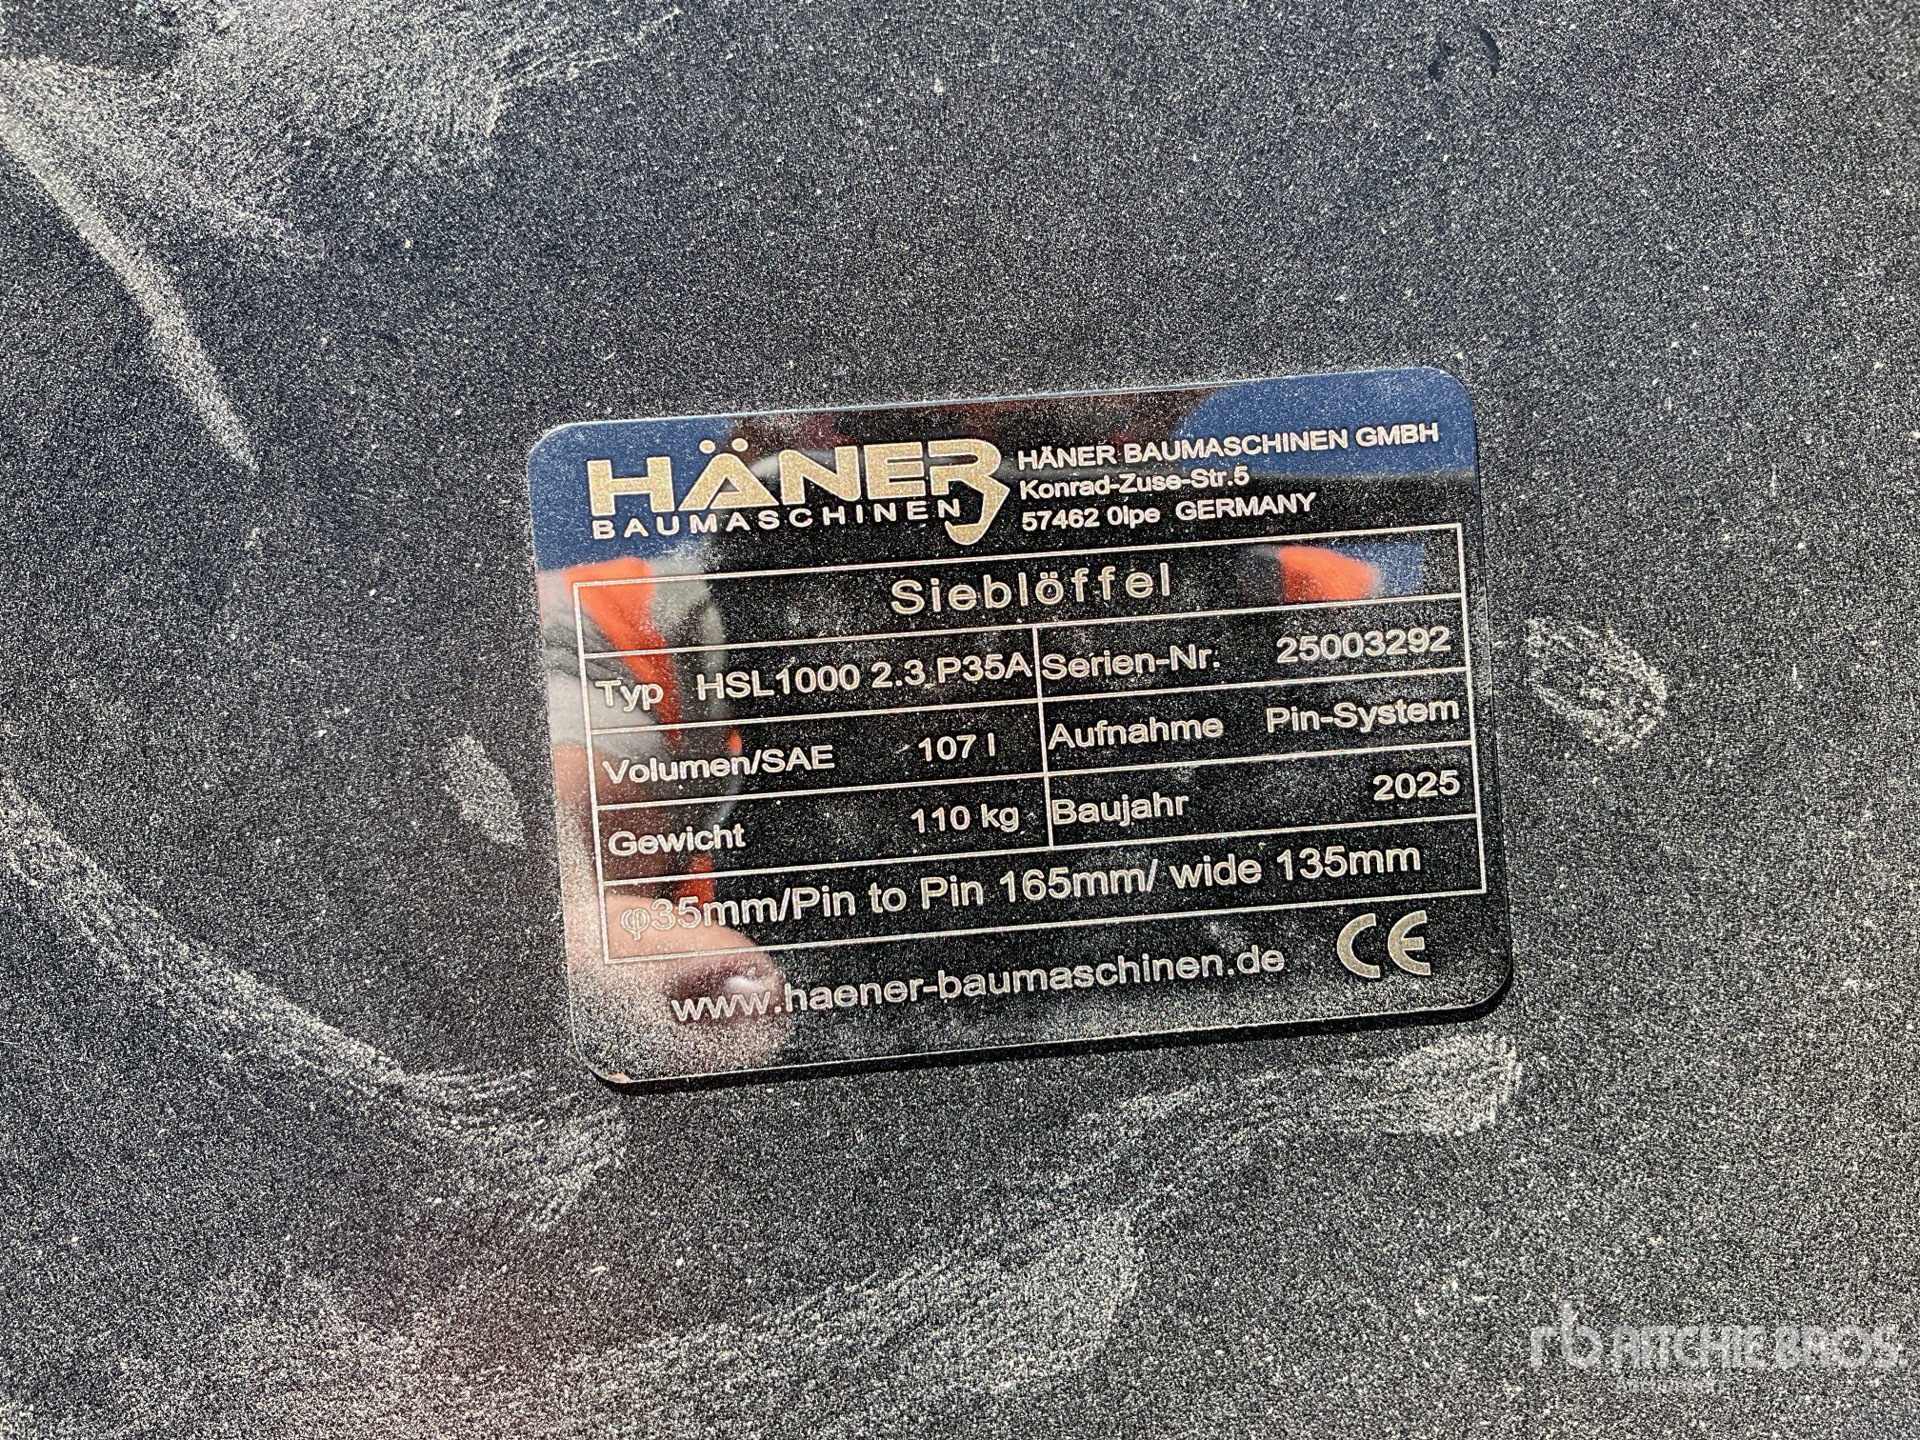 HÄNER
BAUMASCHINEN
HÄNER BAUMASCHINEN GMBH
Konrad-Zuse-Str.5
57462 Olpe GERMANY
Sieblöffel
Typ HSL1000 2.3 P35A
Serien-Nr. 25003292
Volumen/SAE 107 l
Aufnahme Pin-System
Gewicht 110 kg
Baujahr 2025
φ35mm/Pin to Pin 165mm/ wide 135mm
www.haener-baumaschinen.de CE
rb RITCHIE BROS.